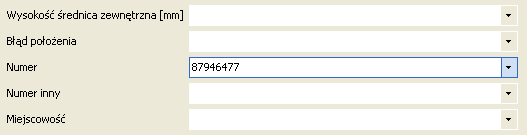 Wysokość średnica zewnętrzna [mm]
Błąd położenia
Numer 87946477
Numer inny
Miejscowość